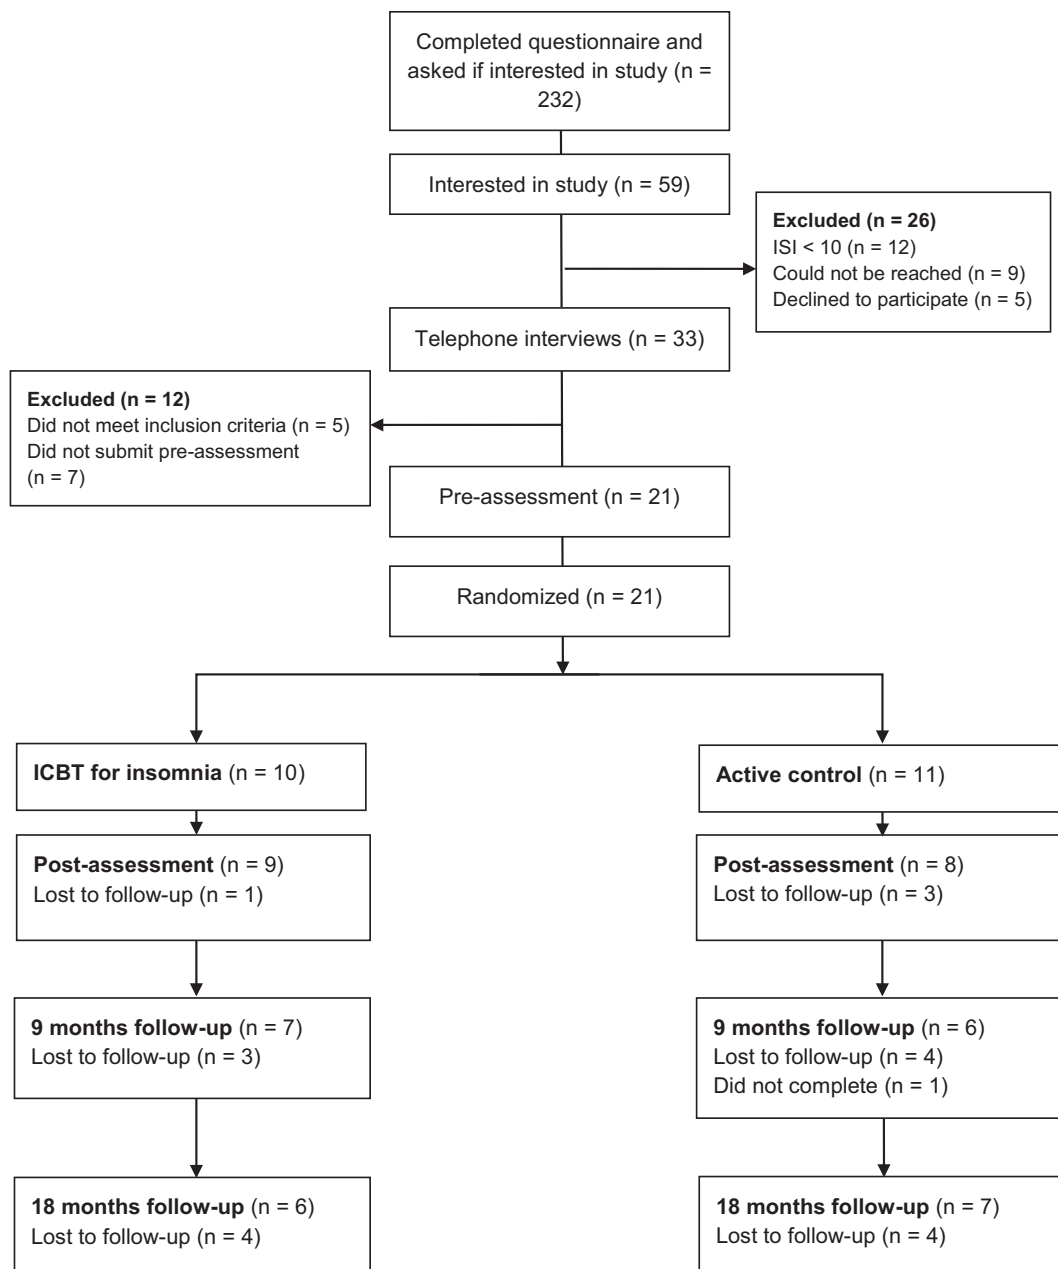 Completed questionnaire and
asked if interested in study (n =
232)
Interested in study (n = 59)
Excluded (n = 26)
ISI < 10 (n = 12)
Could not be reached (n = 9)
Declined to participate (n = 5)
Telephone interviews (n = 33)
Excluded (n = 12)
Did not meet inclusion criteria (n = 5)
Did not submit pre-assessment
(n = 7)
Pre-assessment (n = 21)
Randomized (n = 21)
ICBT for insomnia (n = 10)
Active control (n = 11)
Post-assessment (n = 9)
Lost to follow-up (n = 1)
Post-assessment (n = 8)
Lost to follow-up (n = 3)
9 months follow-up (n = 7)
Lost to follow-up (n = 3)
9 months follow-up (n = 6)
Lost to follow-up (n = 4)
Did not complete (n = 1)
18 months follow-up (n = 6)
Lost to follow-up (n = 4)
18 months follow-up (n = 7)
Lost to follow-up (n = 4)